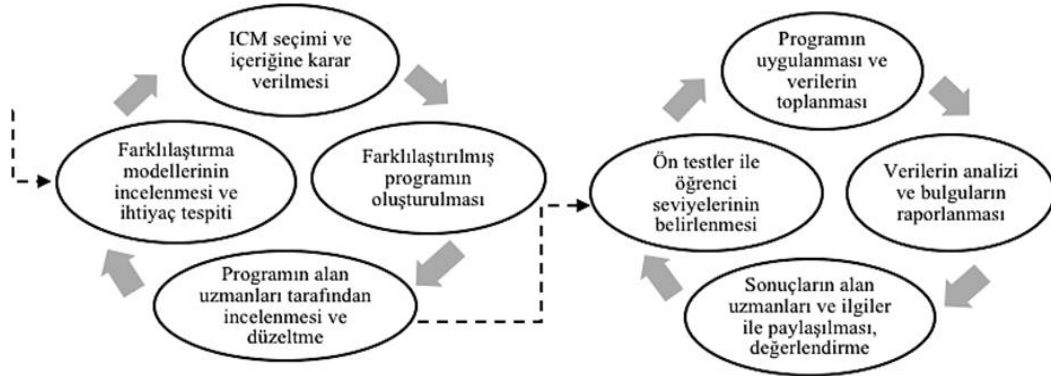 ICM seçimi ve
içeriğine karar
verilmesi
Farklılaştırma
modellerinin
incelenmesi ve
ihtiyaç tespiti
Farklılaştırılmış
programın
oluşturulması
Programın alan
uzmanları tarafından
incelenmesi ve
düzeltme
Programın
uygulanması ve
verilerin
toplanması
Ön testler ile
öğrenci
seviyelerinin
belirlenmesi
Verilerin analizi
ve bulguların
raporlanması
Sonuçların alan
uzmanları ve ilgiler
ile paylaşılması,
değerlendirme